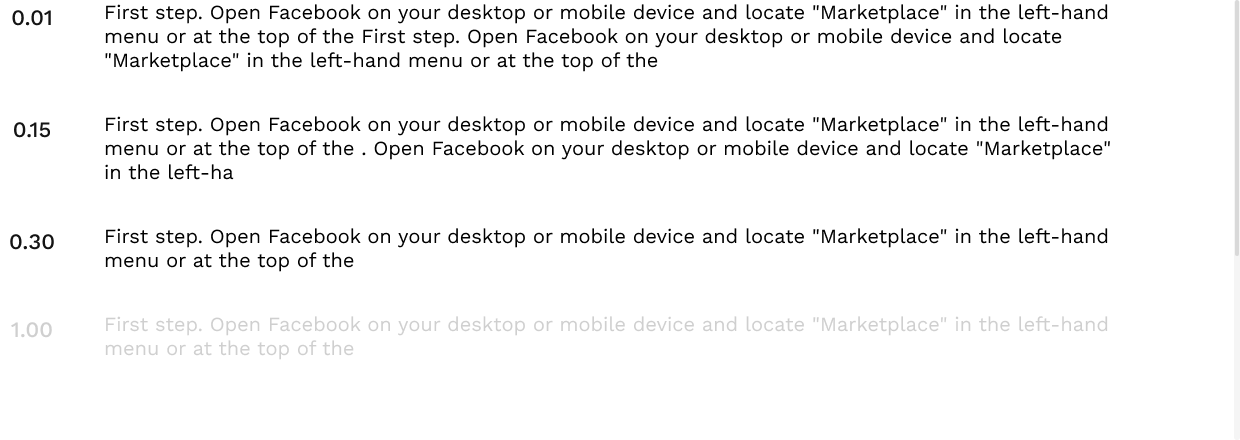 0.01 First step. Open Facebook on your desktop or mobile device and locate "Marketplace" in the left-hand
menu or at the top of the First step. Open Facebook on your desktop or mobile device and locate
"Marketplace" in the left-hand menu or at the top of the
0.15 First step. Open Facebook on your desktop or mobile device and locate "Marketplace" in the left-hand
menu or at the top of the . Open Facebook on your desktop or mobile device and locate "Marketplace"
in the left-ha
0.30 First step. Open Facebook on your desktop or mobile device and locate "Marketplace" in the left-hand
menu or at the top of the
1.00 First step. Open Facebook on your desktop or mobile device and locate "Marketplace" in the left-hand
menu or at the top of the